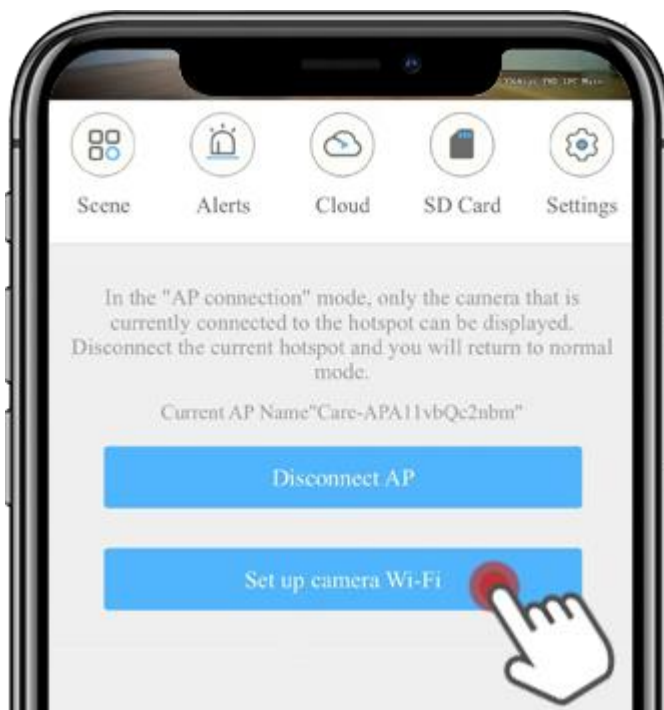 Scene Alerts Cloud SD Card Settings
In the "AP connection" mode, only the camera that is
currently connected to the hotspot can be displayed.
Disconnect the current hotspot and you will return to normal
mode.
Current AP Name"Care-APA11vbQc2nbm"
Disconnect AP
Set up camera Wi-Fi